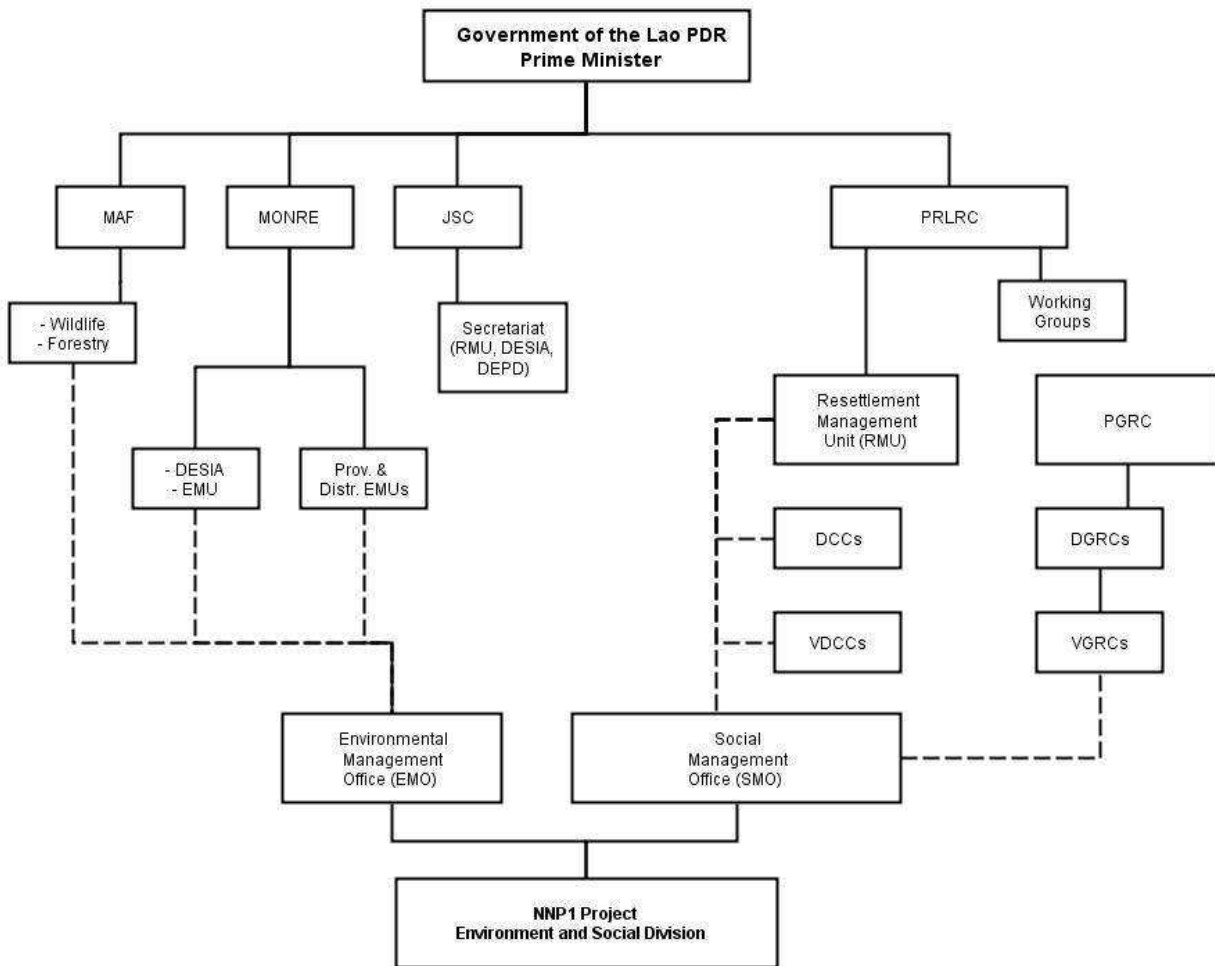 Government of the Lao PDR
Prime Minister
MAF
MONRE
JSC
PRLRC
- Wildlife
- Forestry
Secretariat
(RMU, DESIA,
DEPD)
Working
Groups
Resettlement
Management
Unit (RMU)
PGRC
- DESIA
- EMU
Prov. &
Distr. EMUs
DCCs
DGRCs
VDCCs
VGRCs
Environmental
Management
Office (EMO)
Social
Management
Office (SMO)
NNP1 Project
Environment and Social Division